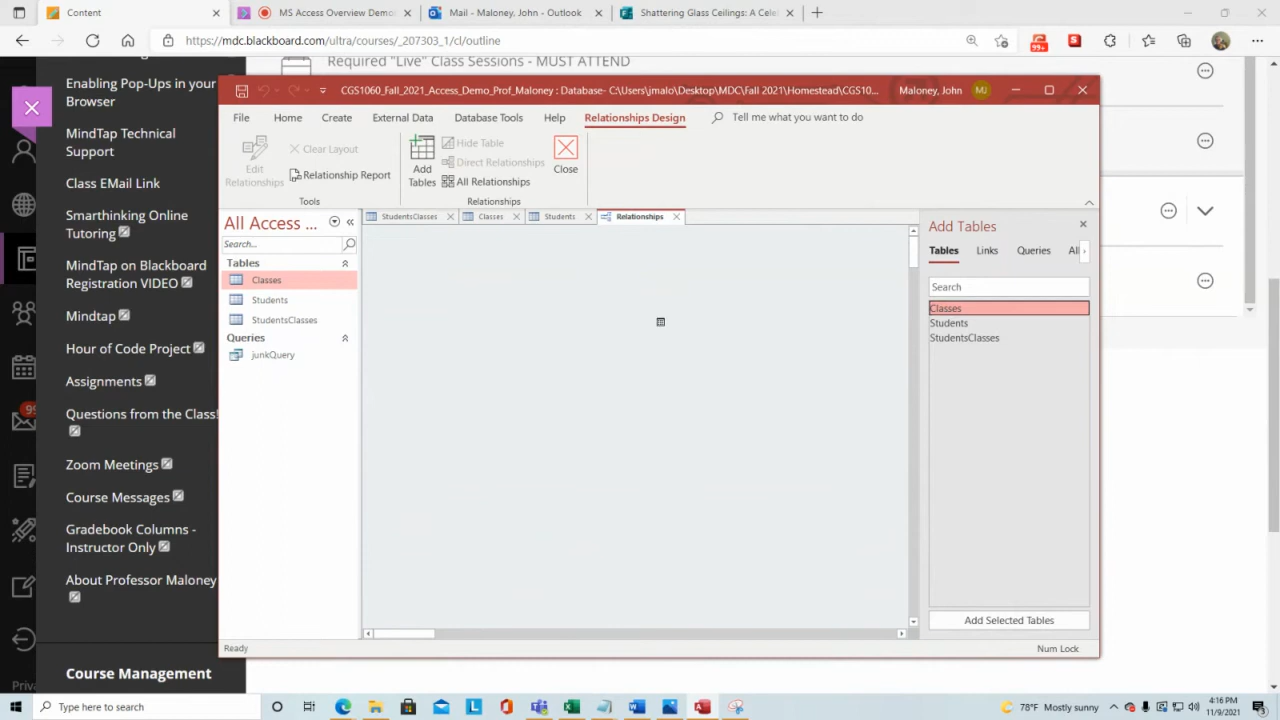 Content
MS Access Overview Demo
Mail - Maloney, John - Outlook
Shattering Glass Ceilings: A Cele
https://mdc.blackboard.com/ultra/courses/_207303_1/cl/outline
99+
Required "Live" Class Sessions - MUST ATTEND
Enabling Pop-Ups in your
Browser
MindTap Technical
Support
Class EMail Link
Smarthinking Online
Tutoring
MindTap on Blackboard
Registration VIDEO
Mindtap
Hour of Code Project
Assignments
Questions from the Class!
Zoom Meetings
Course Messages
Gradebook Columns -
Instructor Only
About Professor Maloney
Course Management
99
Priva
CGS1060_Fall_2021_Access_Demo_Prof_Maloney : Database- C:\Users\jmalo\Desktop\MDC\Fall 2021\Homestead\CGS10...
Maloney, John
MJ
File
Home
Create
External Data
Database Tools
Help
Relationships Design
Tell me what you want to do
Edit
Relationships
Clear Layout
Relationship Report
Tools
Add
Tables
Hide Table
Direct Relationships
All Relationships
Close
Relationships
All Access ...
Search...
Tables
Classes
Students
StudentsClasses
Queries
junkQuery
StudentsClasses
Classes
Students
Relationships
Add Tables
Tables
Links
Queries
All
Search
Classes
Students
StudentsClasses
Add Selected Tables
Ready
Num Lock
Type here to search
78°F Mostly sunny
4:16 PM
11/9/2021